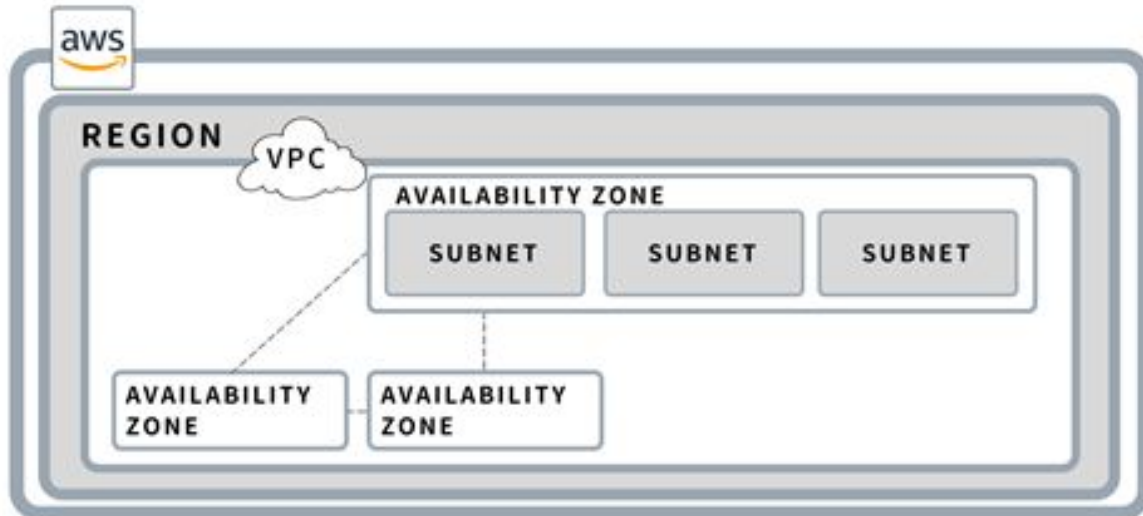 aws
REGION
VPC
AVAILABILITY ZONE
SUBNET
SUBNET
SUBNET
AVAILABILITY
ZONE
AVAILABILITY
ZONE